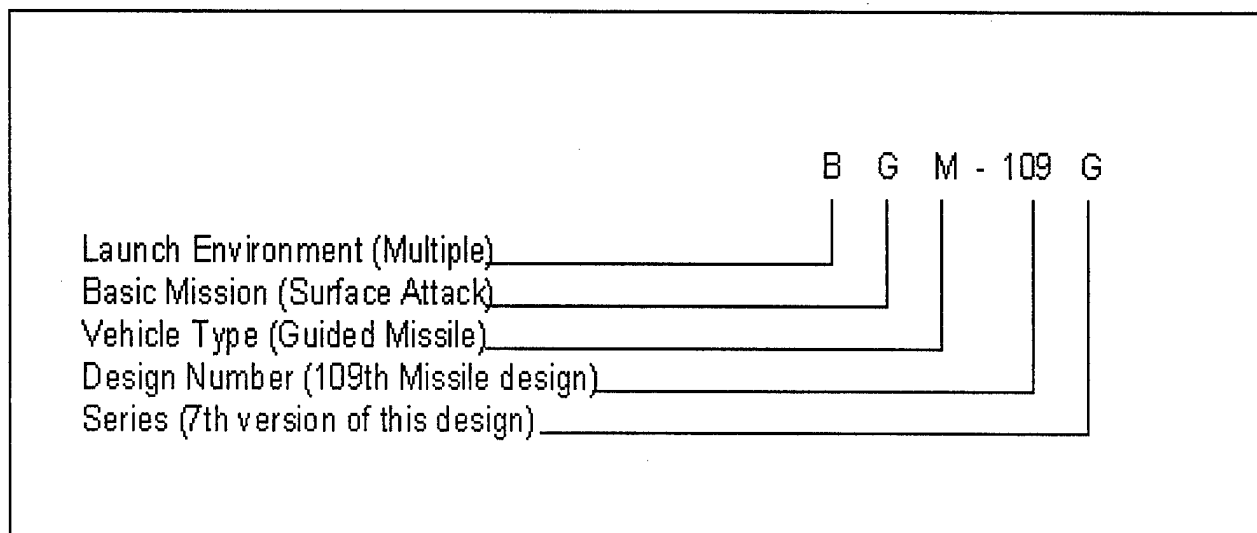 B G M - 109 G
Launch Environment (Multiple)
Basic Mission (Surface Attack)
Vehicle Type (Guided Missile)
Design Number (109th Missile design)
Series (7th version of this design)